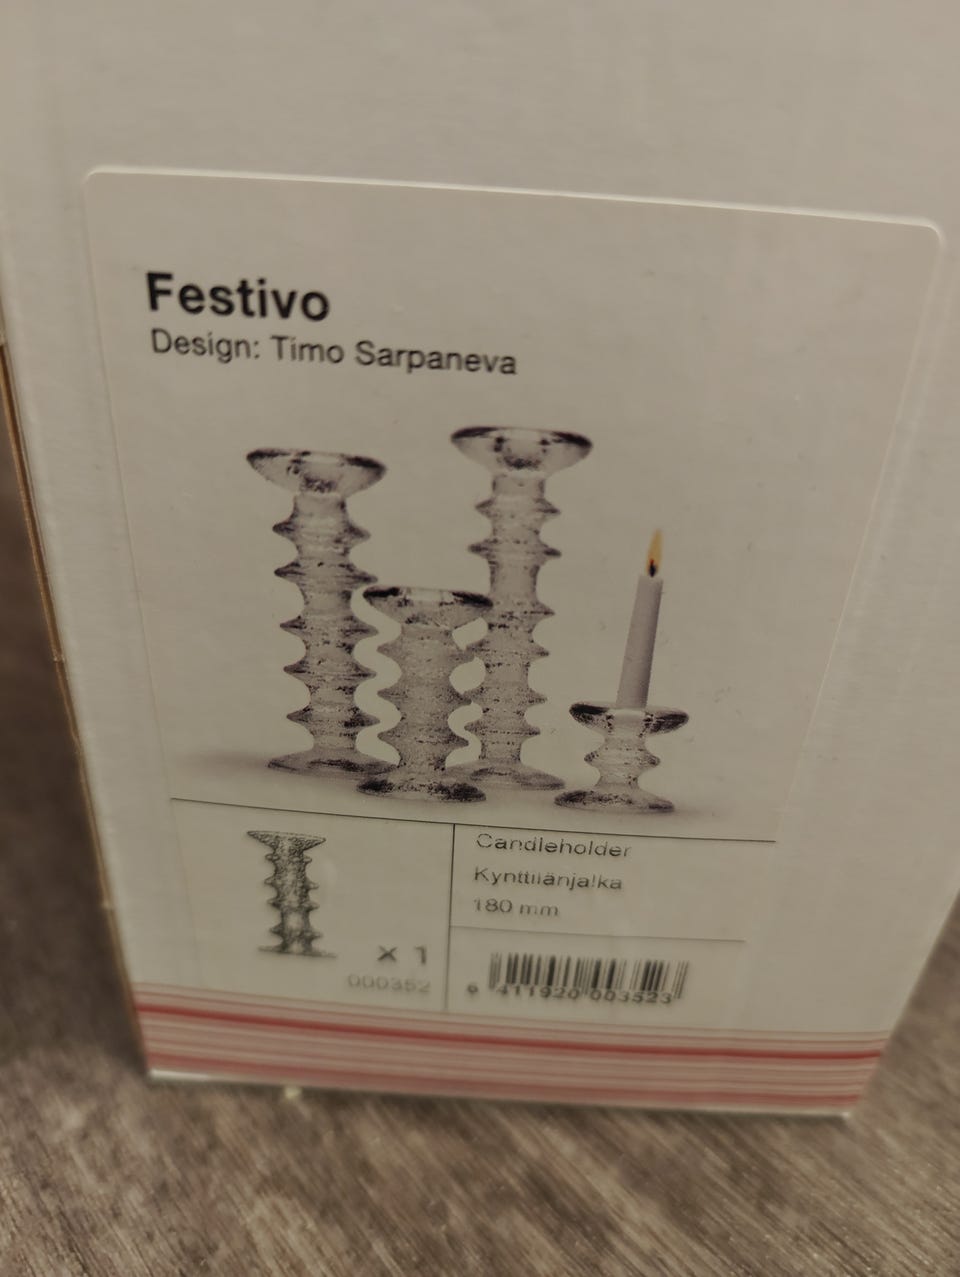 Festivo
Design: Timo Sarpaneva
Candleholder
Kynttilänjalka
180 mm
x 1
000352
6 411920 003523